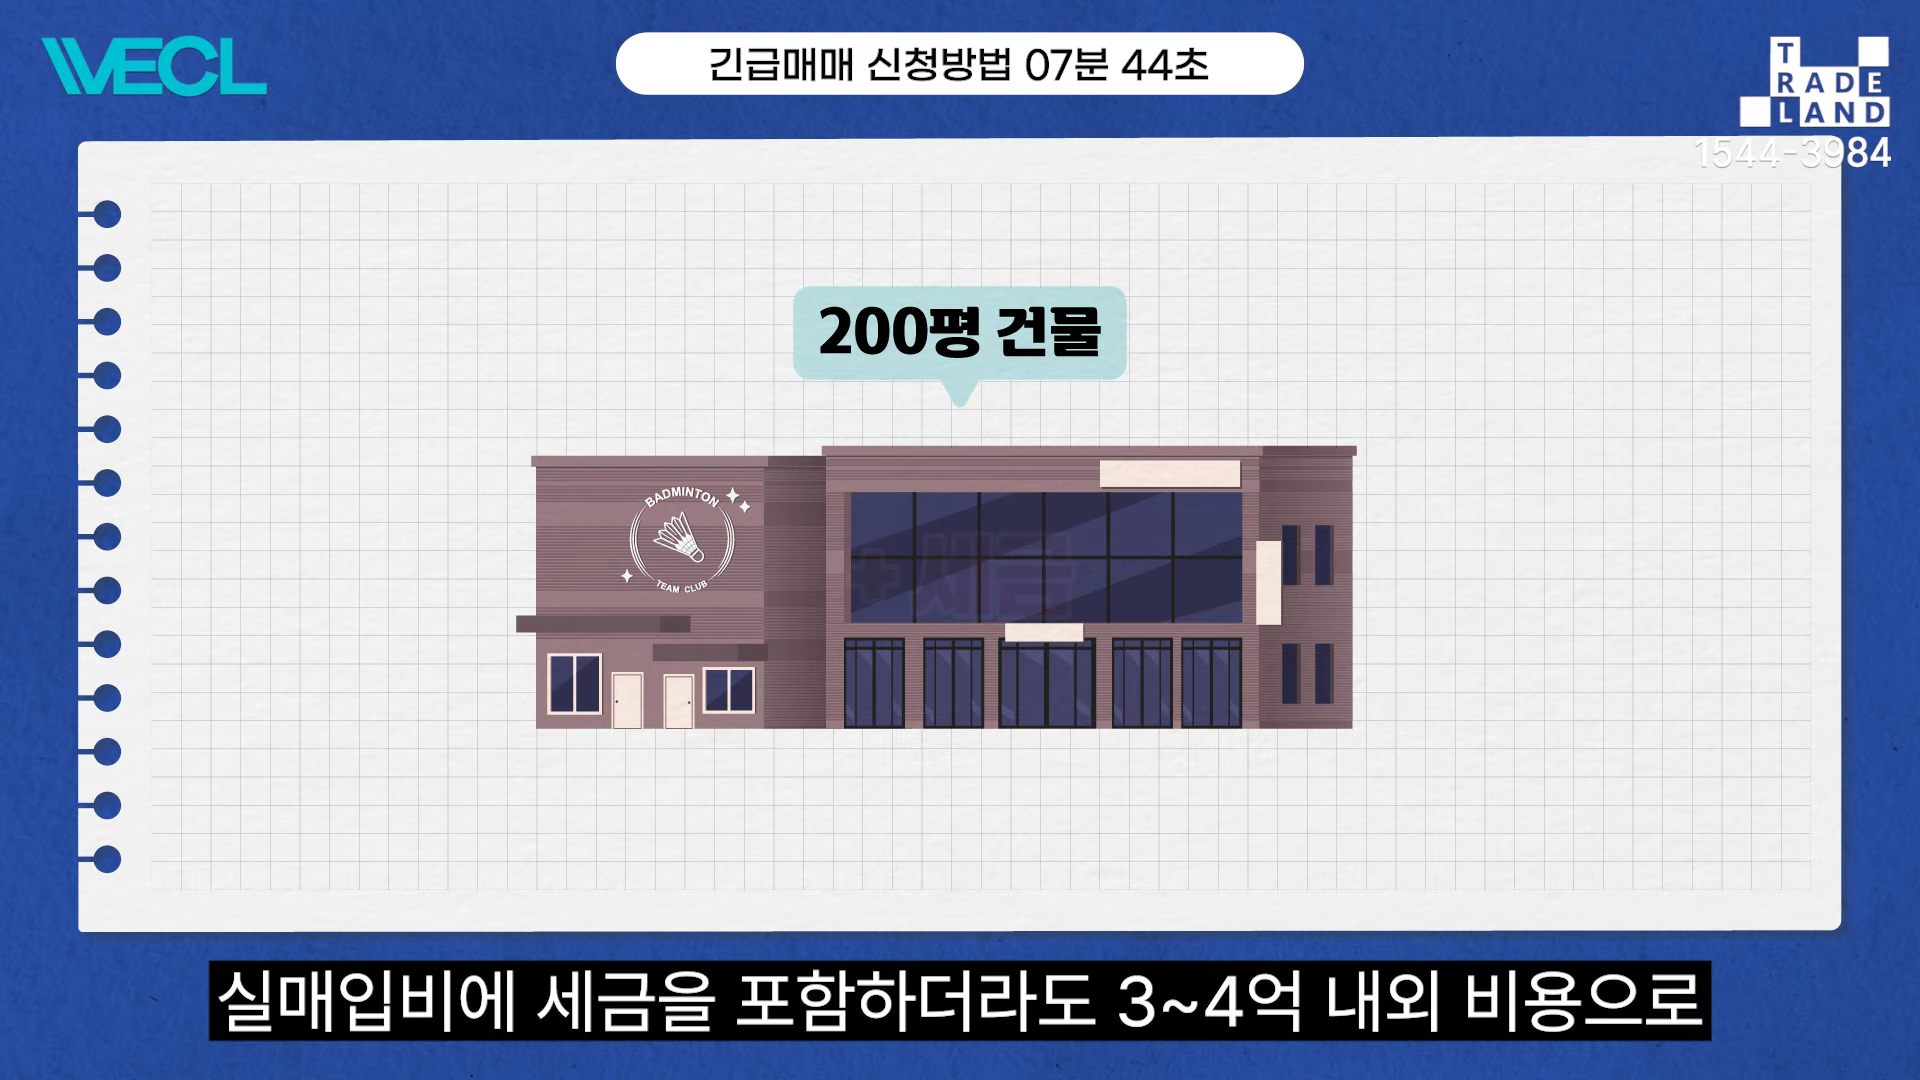 WECL
긴급매매 신청방법 07분 44초
T
RADE
LAND
1544-3984
200평 건물
BADMINTON
TEAM CLUB
+세금
실매입비에 세금을 포함하더라도 3~4억 내외 비용으로